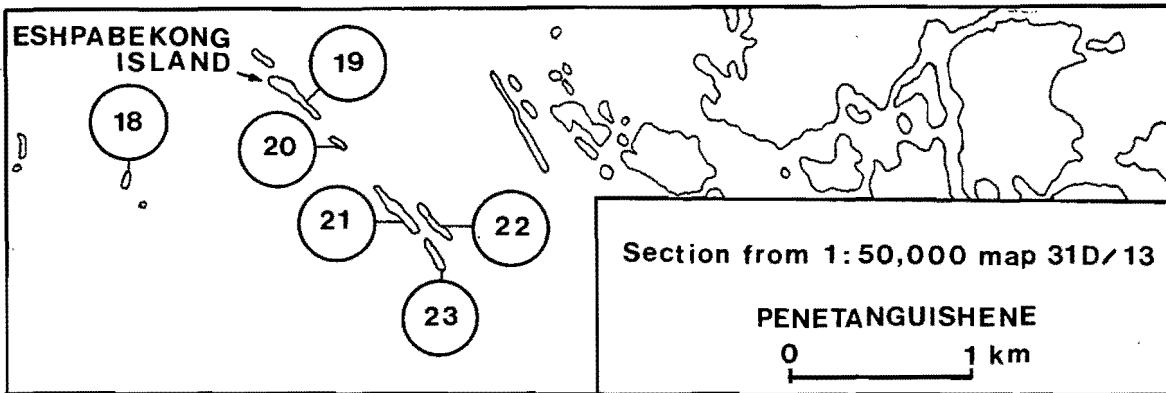 ESHPABEKONG
ISLAND
19
18
20
21
22
23
Section from 1:50,000 map 31D/13
PENETANGUISHENE
0 1 km